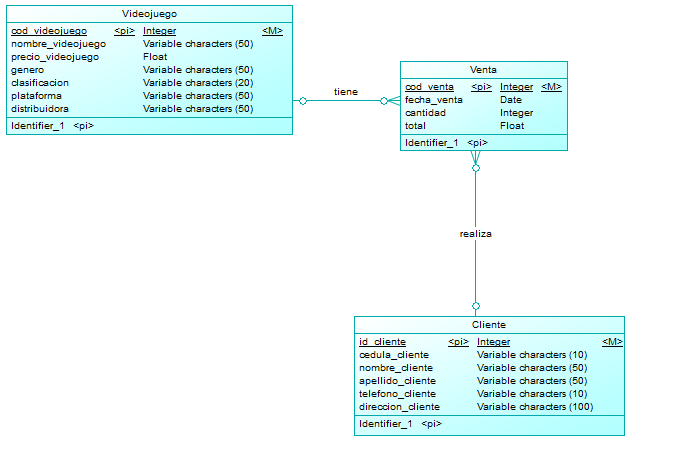 Videojuego
cod_videojuego <pi> Integer <M>
nombre_videojuego Variable characters (50)
precio_videojuego Float
genero Variable characters (50)
clasificacion Variable characters (20)
plataforma Variable characters (50)
distribuidora Variable characters (50)
Identifier_1 <pi>
tiene
Venta
cod_venta <pi> Integer <M>
fecha_venta Date
cantidad Integer
total Float
Identifier_1 <pi>
realiza
Cliente
id_cliente <pi> Integer <M>
cedula_cliente Variable characters (10)
nombre_cliente Variable characters (50)
apellido_cliente Variable characters (50)
telefono_cliente Variable characters (10)
direccion_cliente Variable characters (100)
Identifier_1 <pi>